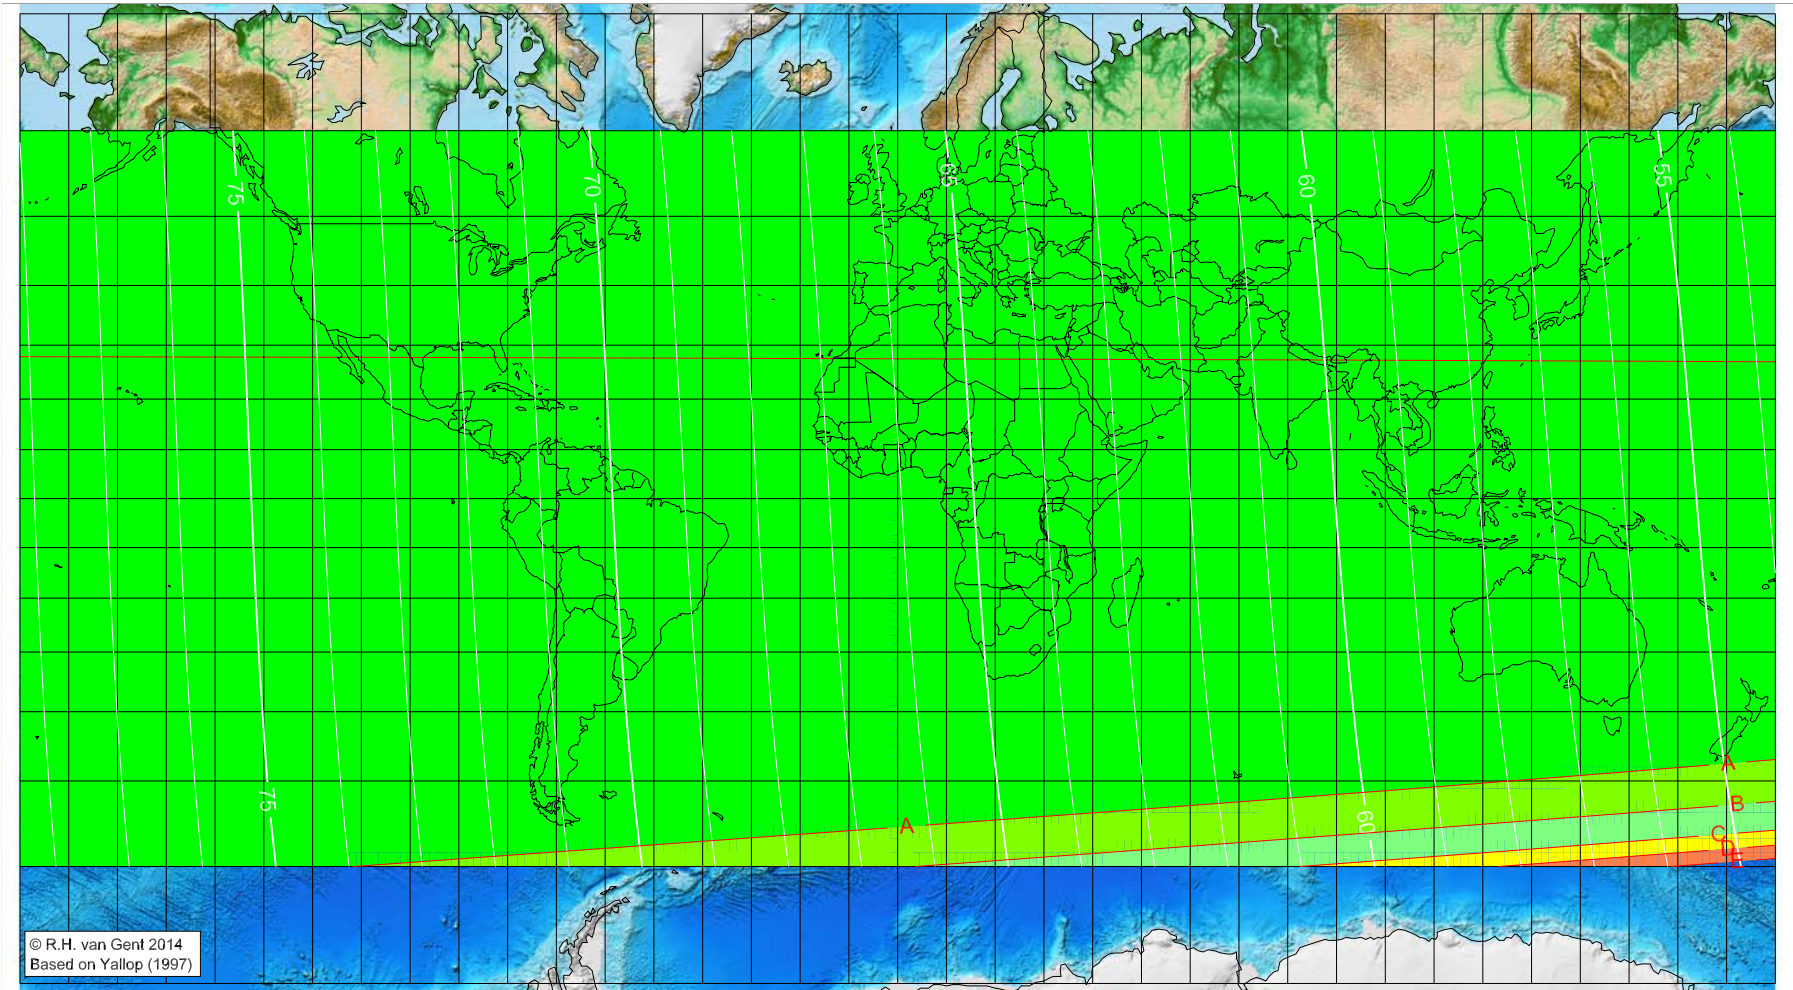 75
70
65
60
55
A
B
C
D
E
A
75
60
© R.H. van Gent 2014
Based on Yallop (1997)